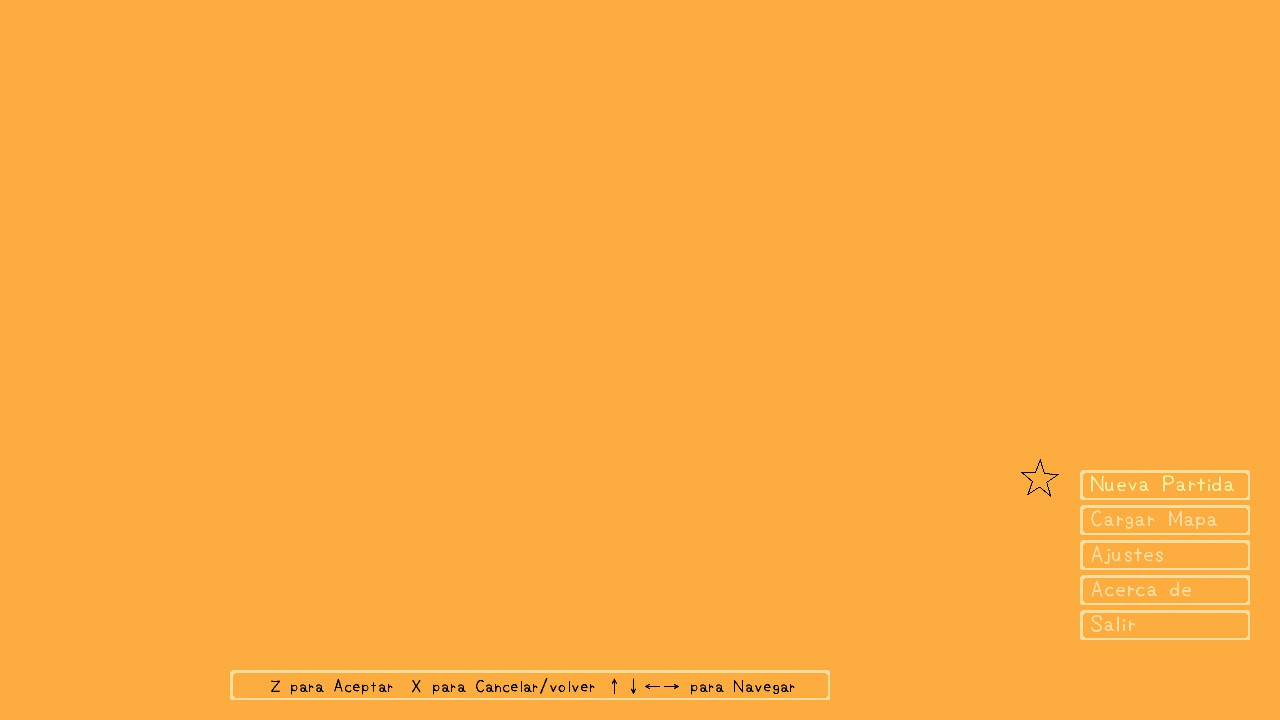 Nueva Partida
Cargar Mapa
Ajustes
Acerca de
Salir
Z para Aceptar  X para Cancelar/volver ↑ ↓ ←→ para Navegar